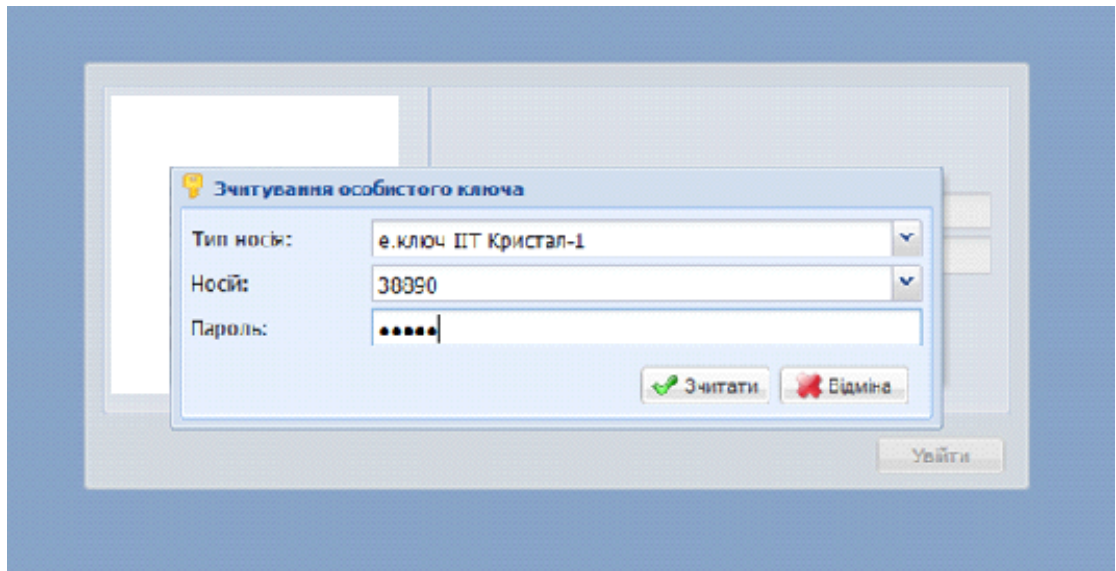 Зчитування особистого ключа
Тип носія: е.ключ ІІТ Кристал-1
Носій: 38890
Пароль: •••••
Зчитати Відміна
Увійти